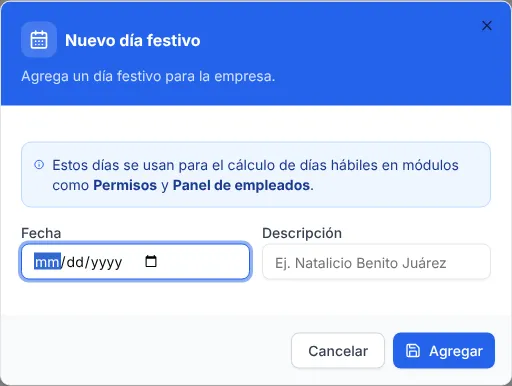 Nuevo día festivo
Agrega un día festivo para la empresa.
Estos días se usan para el cálculo de días hábiles en módulos
como Permisos y Panel de empleados.
Fecha
Descripción
mm/dd/yyyy
Ej. Natalicio Benito Juárez
Cancelar
Agregar